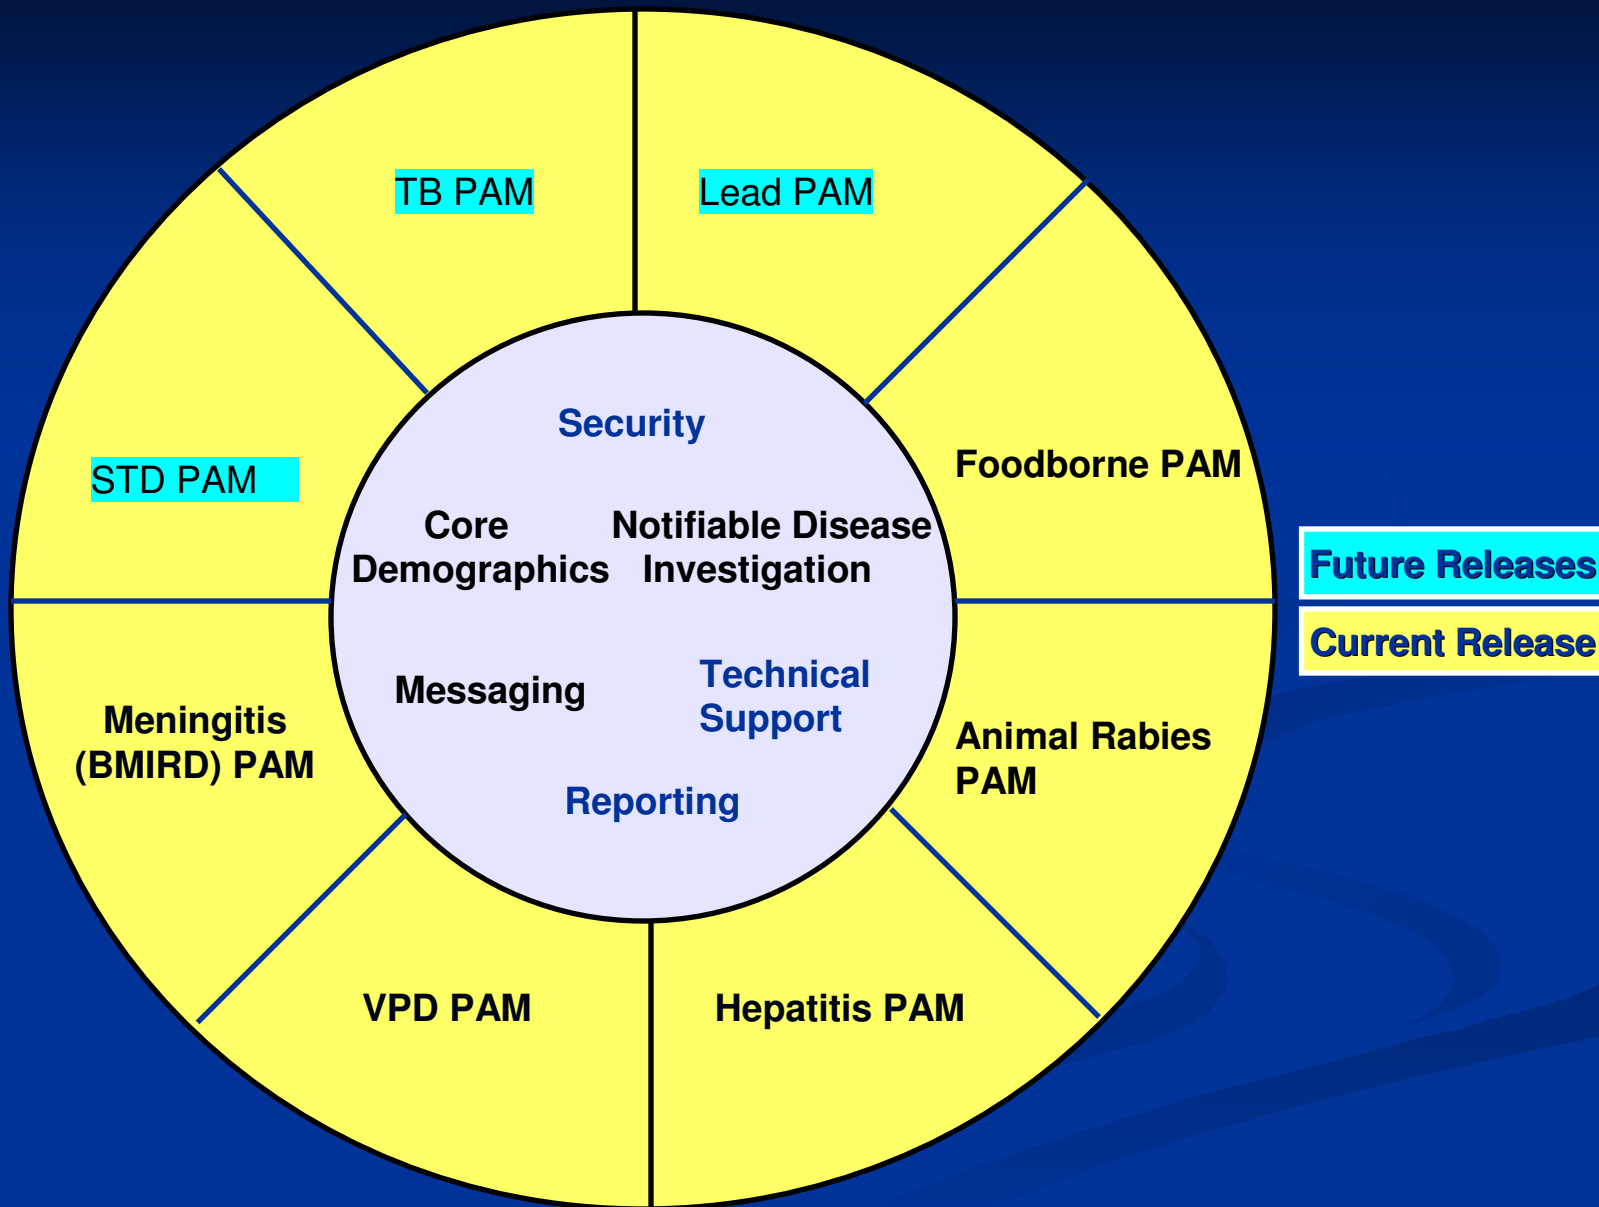 TB PAM
Lead PAM
STD PAM
Foodborne PAM
Security
Core
Demographics
Notifiable Disease
Investigation
Messaging
Technical
Support
Reporting
Meningitis
(BMIRD) PAM
Animal Rabies
PAM
VPD PAM
Hepatitis PAM
Future Releases
Current Release